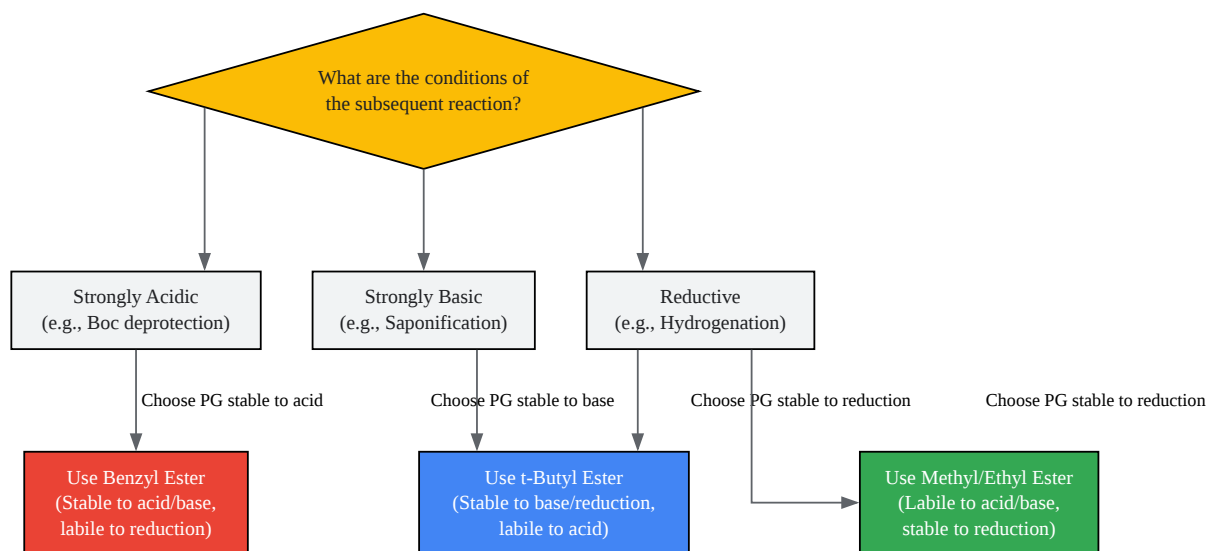 What are the conditions of
the subsequent reaction?
Strongly Acidic
(e.g., Boc deprotection)
Strongly Basic
(e.g., Saponification)
Reductive
(e.g., Hydrogenation)
Choose PG stable to acid
Choose PG stable to base
Choose PG stable to reduction
Choose PG stable to reduction
Use Benzyl Ester
(Stable to acid/base,
labile to reduction)
Use t-Butyl Ester
(Stable to base/reduction,
labile to acid)
Use Methyl/Ethyl Ester
(Labile to acid/base,
stable to reduction)